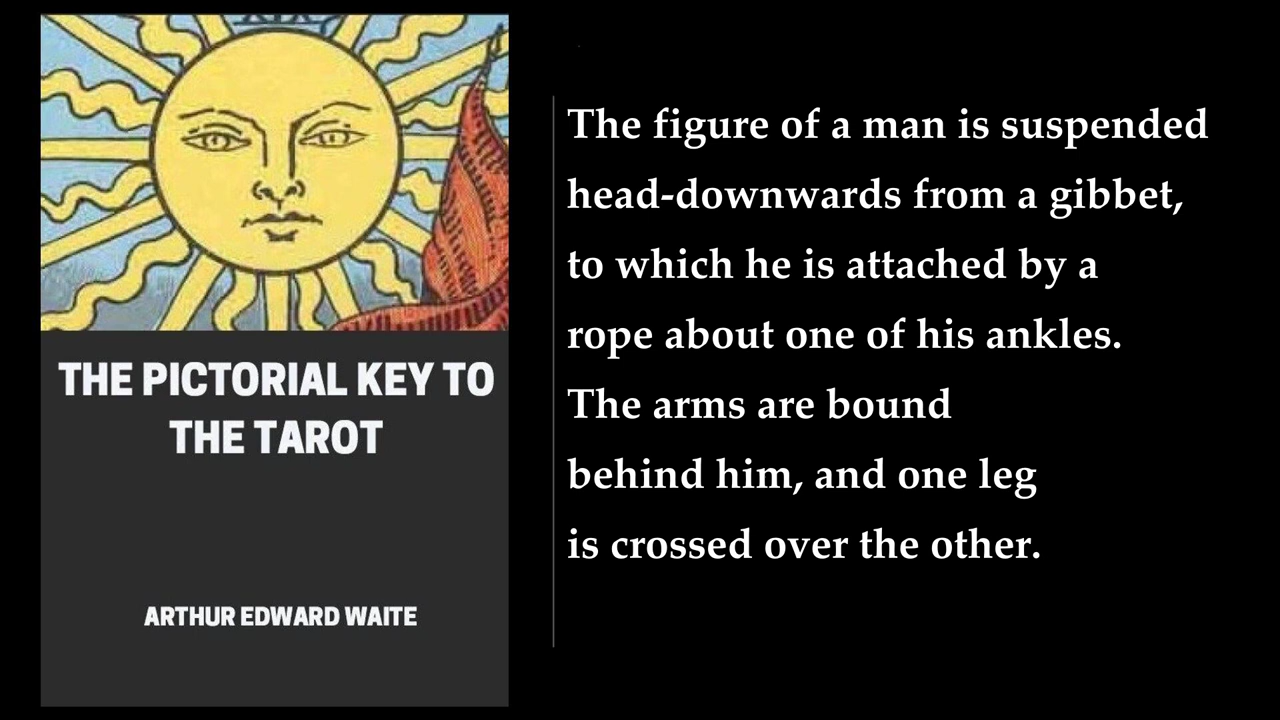 XIX
THE PICTORIAL KEY TO
THE TAROT
ARTHUR EDWARD WAITE
The figure of a man is suspended
head-downwards from a gibbet,
to which he is attached by a
rope about one of his ankles.
The arms are bound
behind him, and one leg
is crossed over the other.